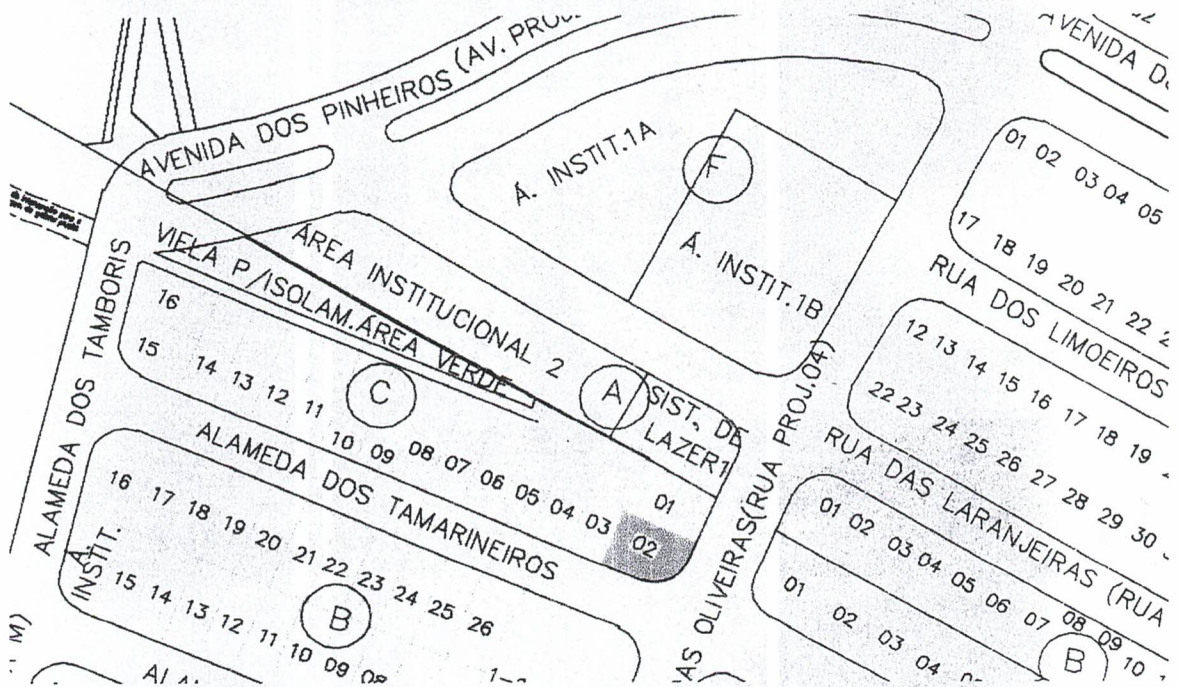 AVENIDA DOS PINHEIROS (AV. PROJ.
AVENIDA D
Á. INSTIT.1A
F
Á. INSTIT.1B
01 02 03 04 05
17 18 19 20 21 22 2
RUA DOS LIMOEIROS
12 13 14 15 16 17 18 19
22 23 24 25 26 27 28 29 30
RUA DAS LARANJEIRAS (RUA
01 02 03 04 05 06 07 08 09 10
01 02 03 04
B
AS OLIVEIRAS(RUA PROJ.04)
ÁREA INSTITUCIONAL 2
A
SIST. DE
LAZER1
VIELA P/ISOLAM.ÁREA VERDE
ALAMEDA DOS TAMBORIS
16
15 14 13 12 11 10 09 08 07 06 05 04 03 02
01
C
ALAMEDA DOS TAMARINEIROS
16 17 18 19 20 21 22 23 24 25 26
A.
INSTIT.
15 14 13 12 11 10 09 08
B
M)